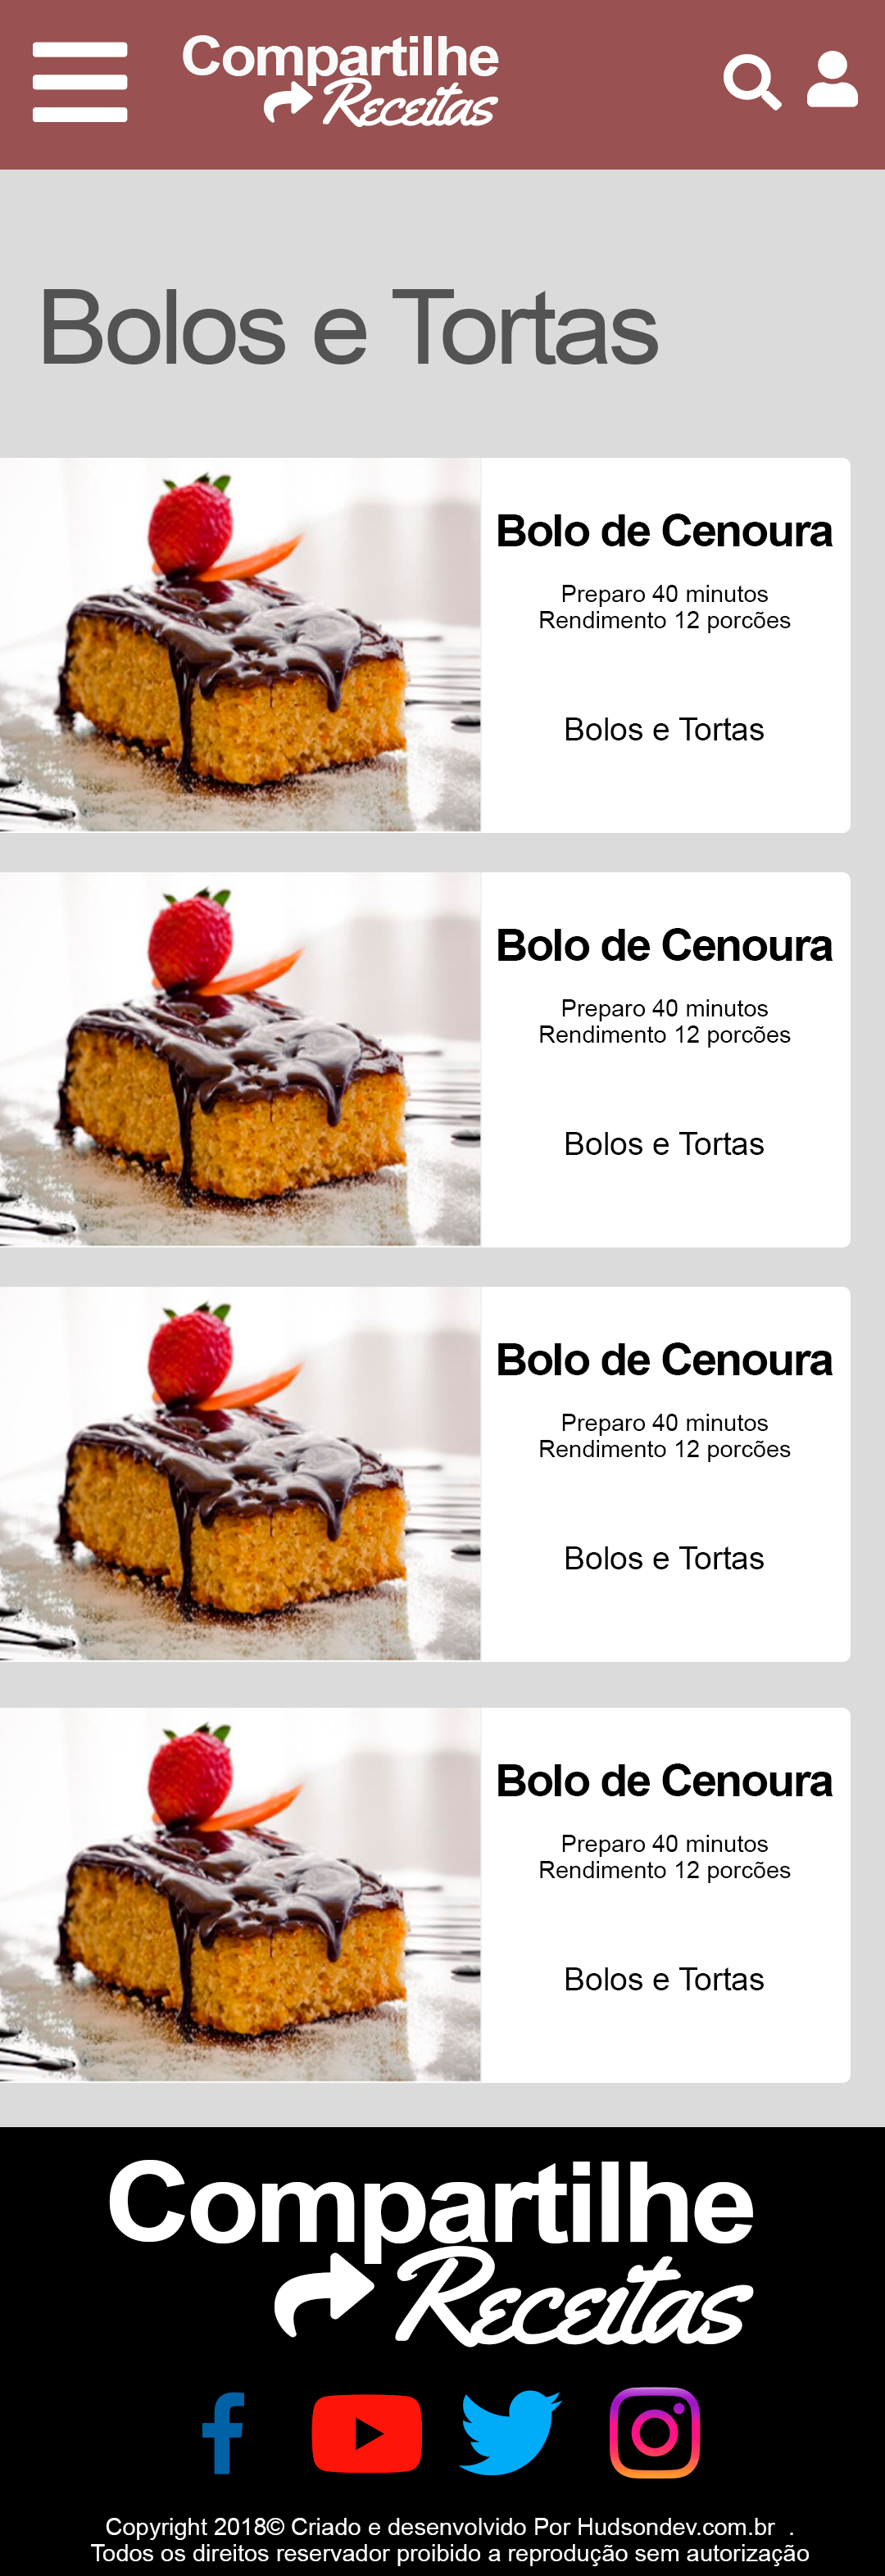 Compartilhe
Receitas
Bolos e Tortas
Bolo de Cenoura
Preparo 40 minutos
Rendimento 12 porcões
Bolos e Tortas
Bolo de Cenoura
Preparo 40 minutos
Rendimento 12 porcões
Bolos e Tortas
Bolo de Cenoura
Preparo 40 minutos
Rendimento 12 porcões
Bolos e Tortas
Bolo de Cenoura
Preparo 40 minutos
Rendimento 12 porcões
Bolos e Tortas
Compartilhe
Receitas
Copyright 2018© Criado e desenvolvido Por Hudsondev.com.br .
Todos os direitos reservador proibido a reprodução sem autorização